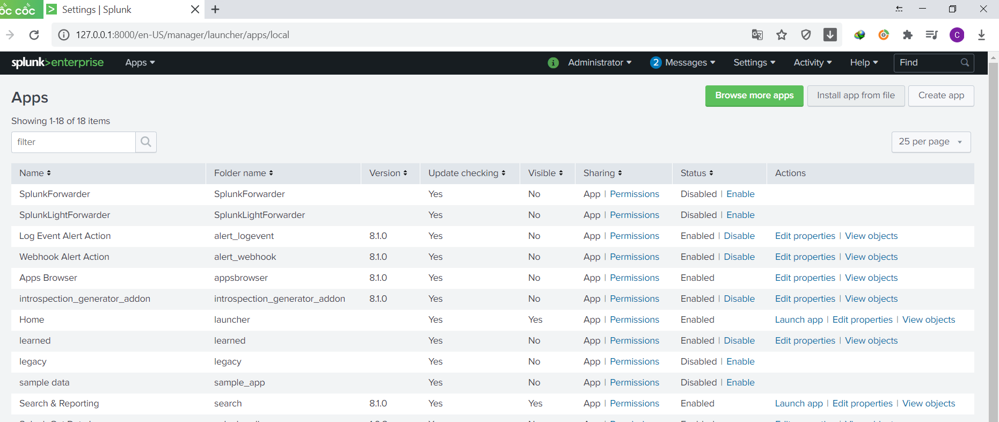 ốc cốc
Settings | Splunk
127.0.0.1:8000/en-US/manager/launcher/apps/local
C
splunk>enterprise Apps
i Administrator 2 Messages Settings Activity Help Find
Apps
Browse more apps Install app from file Create app
Showing 1-18 of 18 items
filter
25 per page
Name Folder name Version Update checking Visible Sharing Status Actions
SplunkForwarder SplunkForwarder Yes No App | Permissions Disabled | Enable
SplunkLightForwarder SplunkLightForwarder Yes No App | Permissions Disabled | Enable
Log Event Alert Action alert_logevent 8.1.0 Yes No App | Permissions Enabled | Disable Edit properties | View objects
Webhook Alert Action alert_webhook 8.1.0 Yes No App | Permissions Enabled | Disable Edit properties | View objects
Apps Browser appsbrowser 8.1.0 Yes No App | Permissions Enabled Edit properties | View objects
introspection_generator_addon introspection_generator_addon 8.1.0 Yes No App | Permissions Enabled | Disable Edit properties | View objects
Home launcher Yes Yes App | Permissions Enabled Launch app | Edit properties | View objects
learned learned Yes No App | Permissions Enabled | Disable Edit properties | View objects
legacy legacy Yes No App | Permissions Disabled | Enable
sample data sample_app Yes No App | Permissions Disabled | Enable
Search & Reporting search 8.1.0 Yes Yes App | Permissions Enabled Launch app | Edit properties | View objects